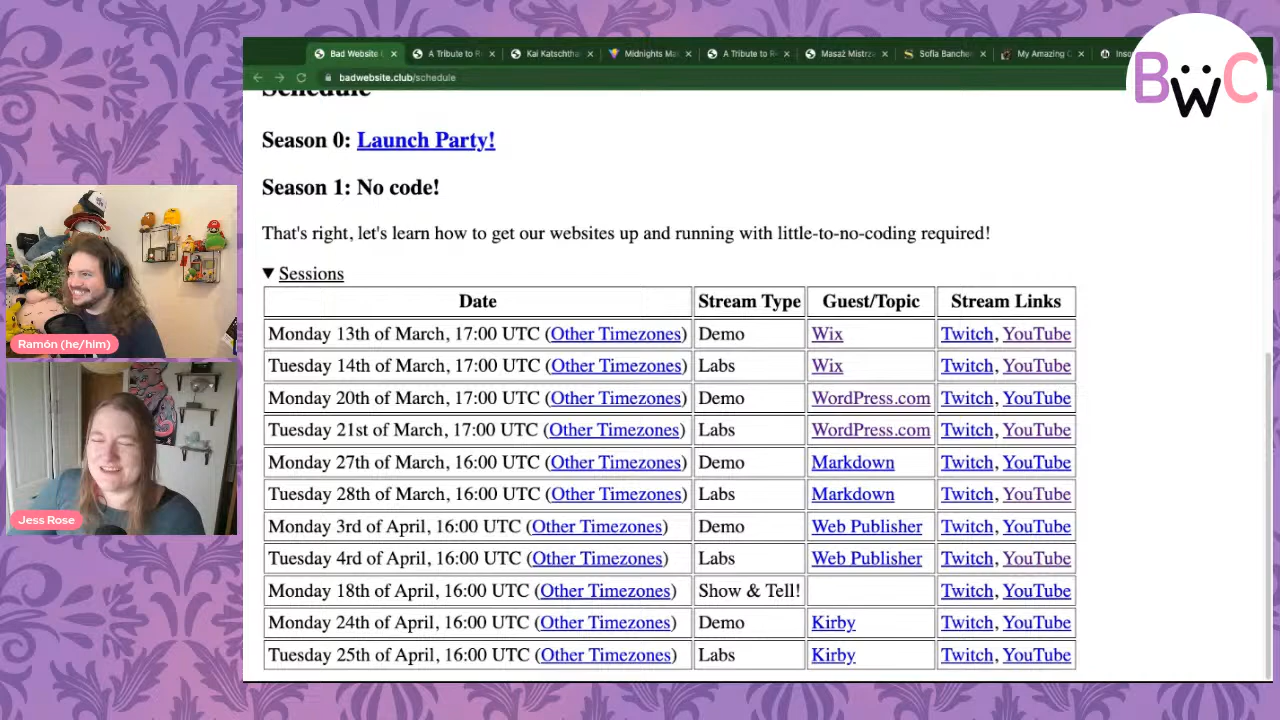 Bad Website
A Tribute to R
Kai Katschtha
Midnights Ma
A Tribute to R
Masaż Mistrz
Sofia Banche
My Amazing C
Inso
badwebsite.club/schedule
BWC
Schedule
Season 0: Launch Party!
Season 1: No code!
That's right, let's learn how to get our websites up and running with little-to-no-coding required!
▼ Sessions
Date Stream Type Guest/Topic Stream Links
Monday 13th of March, 17:00 UTC (Other Timezones) Demo Wix Twitch, YouTube
Tuesday 14th of March, 17:00 UTC (Other Timezones) Labs Wix Twitch, YouTube
Monday 20th of March, 17:00 UTC (Other Timezones) Demo WordPress.com Twitch, YouTube
Tuesday 21st of March, 17:00 UTC (Other Timezones) Labs WordPress.com Twitch, YouTube
Monday 27th of March, 16:00 UTC (Other Timezones) Demo Markdown Twitch, YouTube
Tuesday 28th of March, 16:00 UTC (Other Timezones) Labs Markdown Twitch, YouTube
Monday 3rd of April, 16:00 UTC (Other Timezones) Demo Web Publisher Twitch, YouTube
Tuesday 4rd of April, 16:00 UTC (Other Timezones) Labs Web Publisher Twitch, YouTube
Monday 18th of April, 16:00 UTC (Other Timezones) Show & Tell! Twitch, YouTube
Monday 24th of April, 16:00 UTC (Other Timezones) Demo Kirby Twitch, YouTube
Tuesday 25th of April, 16:00 UTC (Other Timezones) Labs Kirby Twitch, YouTube
Ramón (he/him)
Jess Rose